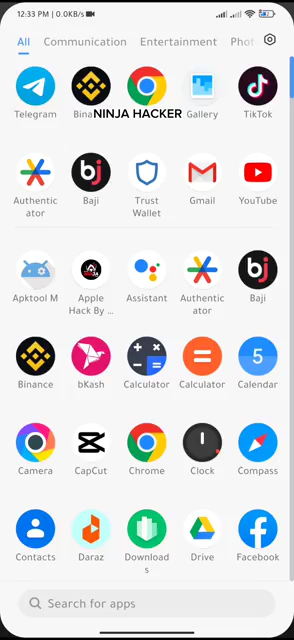 12:33 PM | 0.0KB/s
All Communication Entertainment Phot
Telegram Bina Gallery TikTok
NINJA HACKER
Authentic
ator
Baji
Trust
Wallet
Gmail
YouTube
Apktool M
Apple
Hack By ...
Assistant
Authentic
ator
Baji
Binance bKash Calculator Calculator Calendar
5
Camera CapCut Chrome Clock Compass
Contacts Daraz
Download
s
Drive Facebook
Search for apps